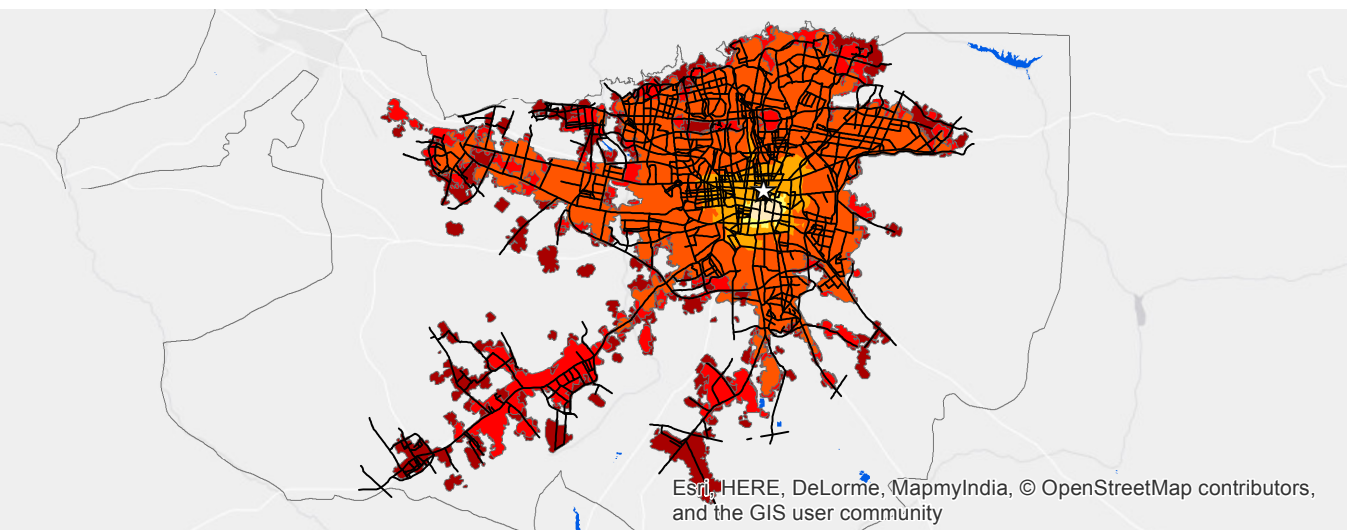 Esri, HERE, DeLorme, MapmyIndia, © OpenStreetMap contributors,
and the GIS user community